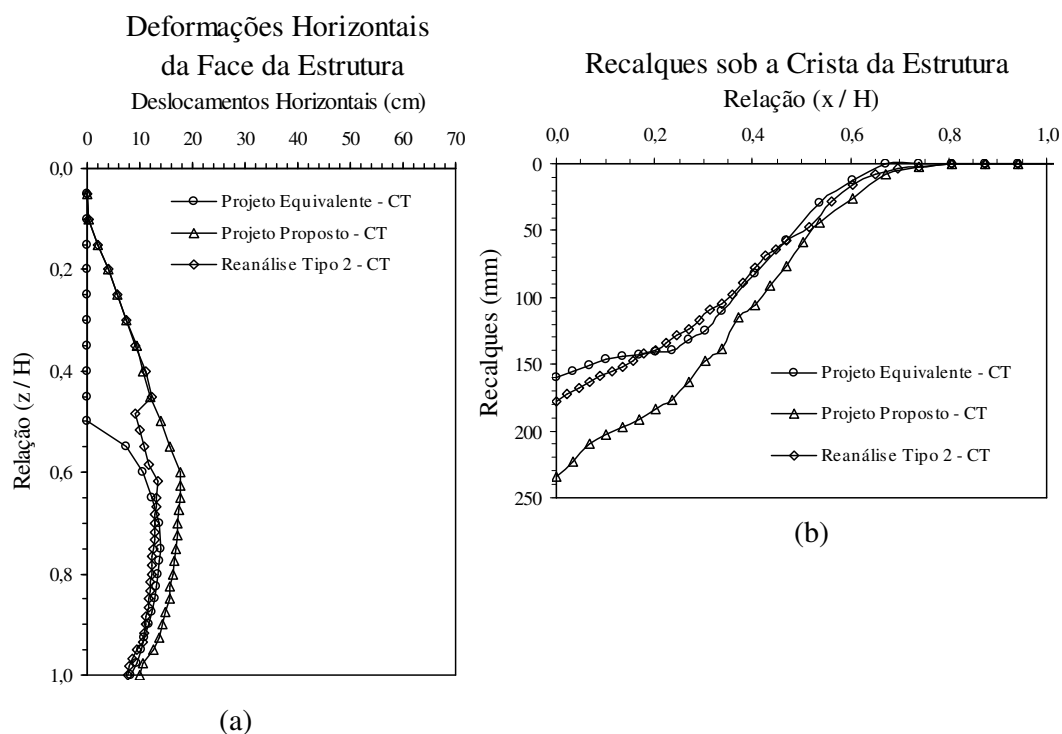 Deformações Horizontais
da Face da Estrutura
Deslocamentos Horizontais (cm)
0 10 20 30 40 50 60 70
0,0
0,2
0,4
0,6
0,8
1,0
Relação (z / H)
Projeto Equivalente - CT
Projeto Proposto - CT
Reanálise Tipo 2 - CT
(a)
Recalques sob a Crista da Estrutura
Relação (x / H)
0,0 0,2 0,4 0,6 0,8 1,0
0
50
100
150
200
250
Recalques (mm)
Projeto Equivalente - CT
Projeto Proposto - CT
Reanálise Tipo 2 - CT
(b)